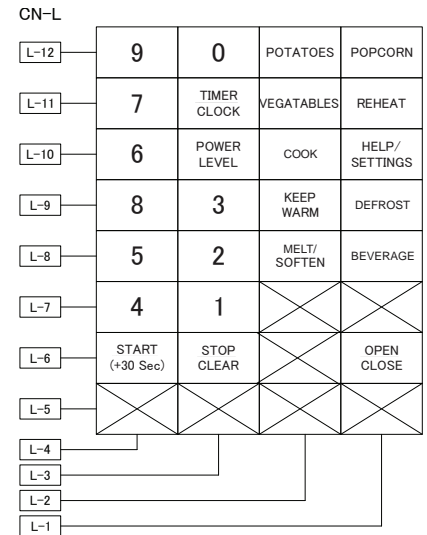 CN-L
L-12 9 0 POTATOES POPCORN
L-11 7 TIMER CLOCK VEGATABLES REHEAT
L-10 6 POWER LEVEL COOK HELP/ SETTINGS
L-9 8 3 KEEP WARM DEFROST
L-8 5 2 MELT/ SOFTEN BEVERAGE
L-7 4 1
L-6 START (+30 Sec) STOP CLEAR OPEN CLOSE
L-5
L-4
L-3
L-2
L-1